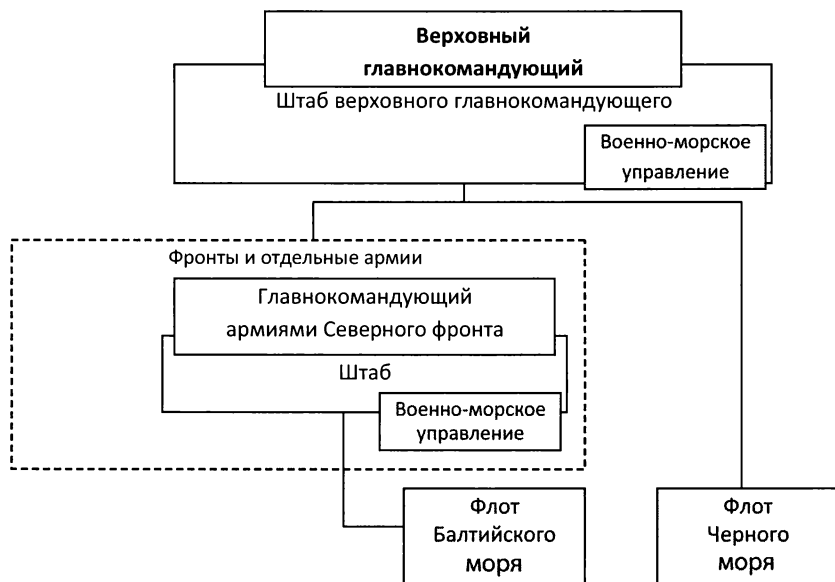 Верховный
главнокомандующий
Штаб верховного главнокомандующего
Военно-морское
управление
Фронты и отдельные армии
Главнокомандующий
армиями Северного фронта
Штаб
Военно-морское
управление
Флот
Балтийского
моря
Флот
Черного
моря